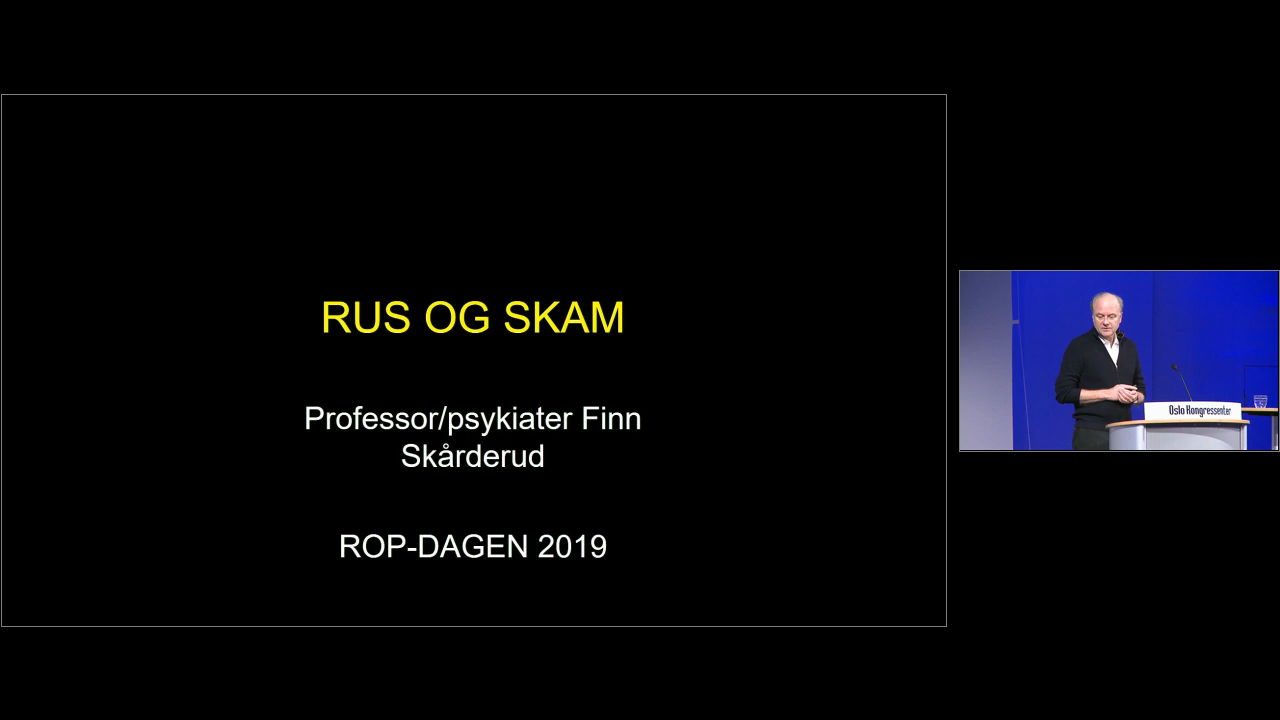 RUS OG SKAM
Professor/psykiater Finn
Skårderud
ROP-DAGEN 2019
Oslo Kongressenter